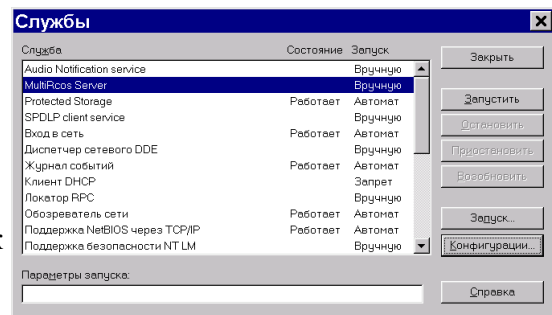 Службы
Служба Состояние Запуск
Audio Notification service Вручную
MultiRcos Server Вручную
Protected Storage Работает Автомат
SPDLP client service Вручную
Вход в сеть Работает Автомат
Диспетчер сетевого DDE Вручную
Журнал событий Работает Автомат
Клиент DHCP Запрет
Локатор RPC Вручную
Обозреватель сети Работает Автомат
Поддержка NetBIOS через TCP/IP Работает Автомат
Поддержка безопасности NT LM Вручную
Параметры запуска:
Закрыть
Запустить
Остановить
Приостановить
Возобновить
Запуск...
Конфигурации...
Справка